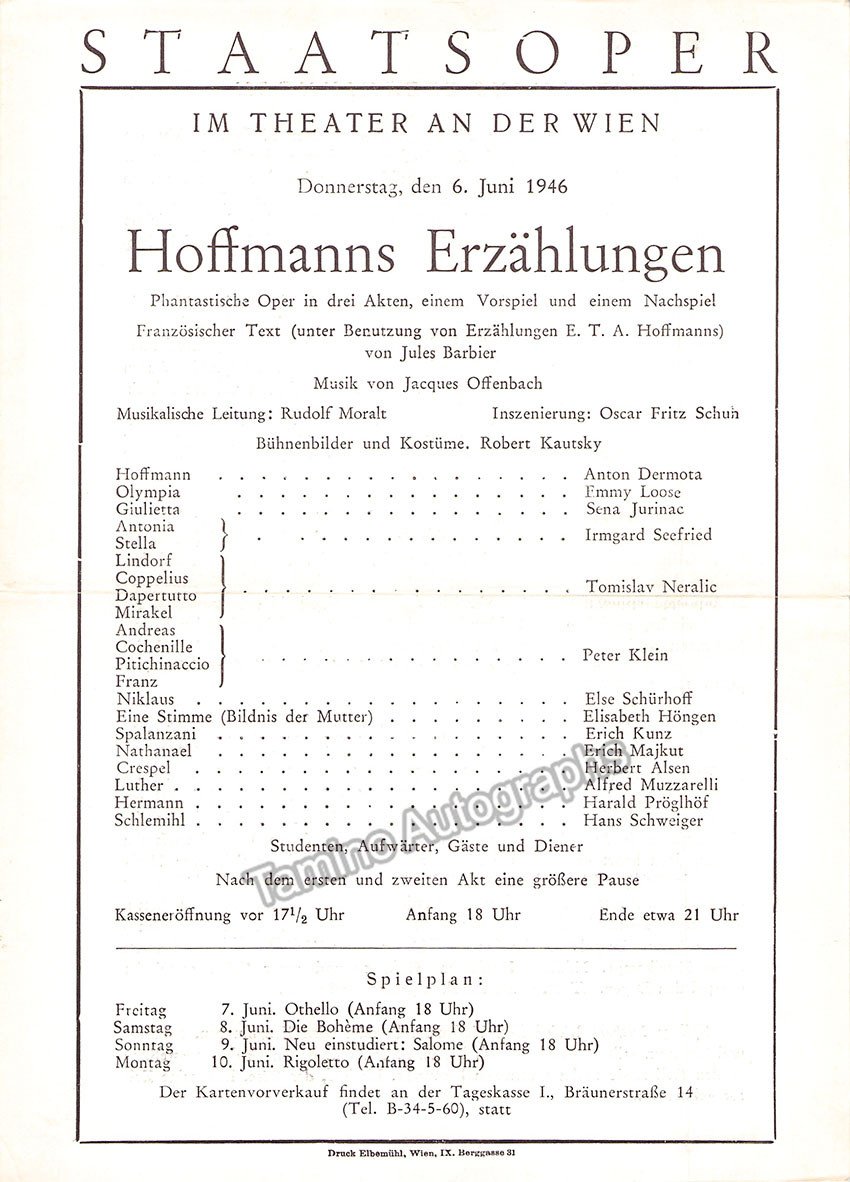 STAATSOPER
IM THEATER AN DER WIEN
Donnerstag, den 6. Juni 1946
Hoffmanns Erzählungen
Phantastische Oper in drei Akten, einem Vorspiel und einem Nachspiel
Französischer Text (unter Benutzung von Erzählungen E. T. A. Hoffmanns)
von Jules Barbier
Musik von Jacques Offenbach
Musikalische Leitung: Rudolf Moralt Inszenierung: Oscar Fritz Schuh
Bühnenbilder und Kostüme. Robert Kautsky
Hoffmann . . . . . . . . . . . . . . . . Anton Dermota
Olympia . . . . . . . . . . . . . . . . Emmy Loose
Giulietta . . . . . . . . . . . . . . . . Sena Jurinac
Antonia
Stella
} . . . . . . . . . . . . . . Irmgard Seefried
Lindorf
Coppelius
Dapertutto
Mirakel
} . . . . . . . . . . . . . . . . Tomislav Neralic
Andreas
Cochenille
Pitichinaccio
Franz
} . . . . . . . . . . . . . . Peter Klein
Niklaus . . . . . . . . . . . . . . . . . Else Schürhoff
Eine Stimme (Bildnis der Mutter) . . . . . . . . . Elisabeth Höngen
Spalanzani . . . . . . . . . . . . . . . . Erich Kunz
Nathanael . . . . . . . . . . . . . . . . Erich Majkut
Crespel . . . . . . . . . . . . . . . . . Herbert Alsen
Luther . . . . . . . . . . . . . . . . . . Alfred Muzzarelli
Hermann . . . . . . . . . . . . . . . . . Harald Pröglhöf
Schlemihl . . . . . . . . . . . . . . . . . Hans Schweiger
Studenten, Aufwärter, Gäste und Diener
Nach dem ersten und zweiten Akt eine größere Pause
Kasseneröffnung vor 17½ Uhr Anfang 18 Uhr Ende etwa 21 Uhr
Spielplan:
Freitag 7. Juni. Othello (Anfang 18 Uhr)
Samstag 8. Juni. Die Bohème (Anfang 18 Uhr)
Sonntag 9. Juni. Neu einstudiert: Salome (Anfang 18 Uhr)
Montag 10. Juni. Rigoletto (Anfang 18 Uhr)
Der Kartenvorverkauf findet an der Tageskasse I., Bräunerstraße 14
(Tel. B-34-5-60), statt
Druck Elbemühl, Wien, IX. Berggasse 31
Tamino Autographs